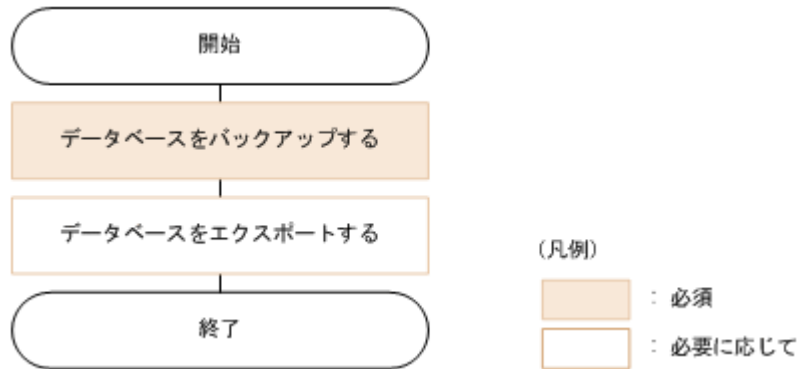 開始
データベースをバックアップする
データベースをエクスポートする
終了
(凡例)
: 必須
: 必要に応じて